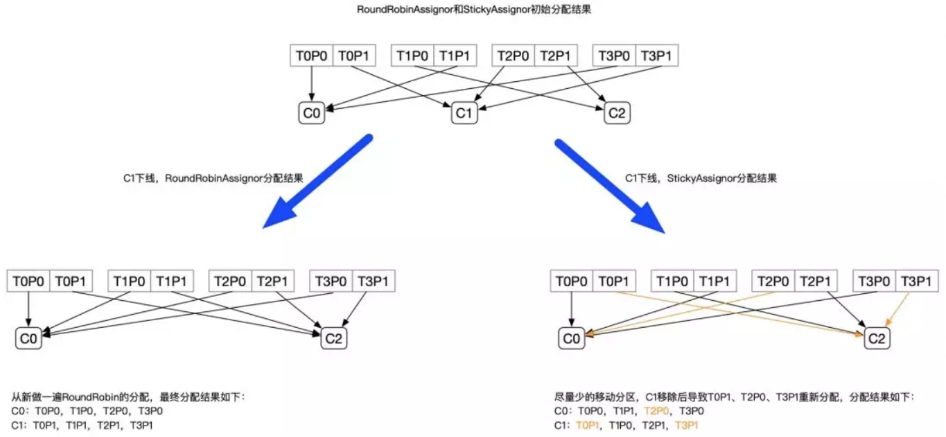 RoundRobinAssignor和StickyAssignor初始分配结果
T0P0 T0P1 T1P0 T1P1 T2P0 T2P1 T3P0 T3P1
C0 C1 C2
C1下线，RoundRobinAssignor分配结果
C1下线，StickyAssignor分配结果
T0P0 T0P1 T1P0 T1P1 T2P0 T2P1 T3P0 T3P1
C0 C2
从新做一遍RoundRobin的分配，最终分配结果如下：
C0：T0P0，T1P0，T2P0，T3P0
C1：T0P1，T1P1，T2P1，T3P1
T0P0 T0P1 T1P0 T1P1 T2P0 T2P1 T3P0 T3P1
C0 C2
尽量少的移动分区，C1移除后导致T0P1、T2P0、T3P1重新分配，分配结果如下：
C0：T0P0，T1P1，T2P0，T3P0
C1：T0P1，T1P0，T2P1，T3P1